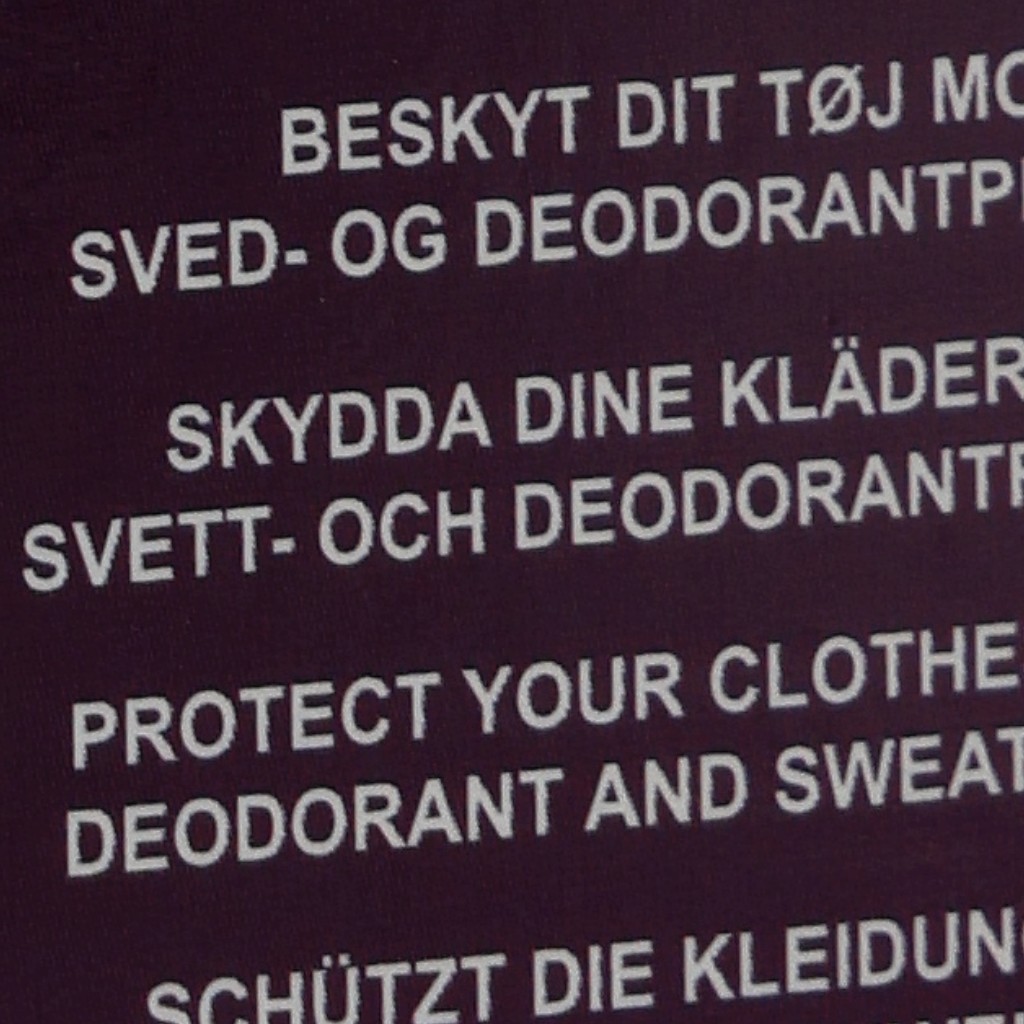 BESKYT DIT TØJ MO
SVED- OG DEODORANTP
SKYDDA DINE KLÄDER
SVETT- OCH DEODORANT
PROTECT YOUR CLOTHE
DEODORANT AND SWEAT
SCHÜTZT DIE KLEIDUN